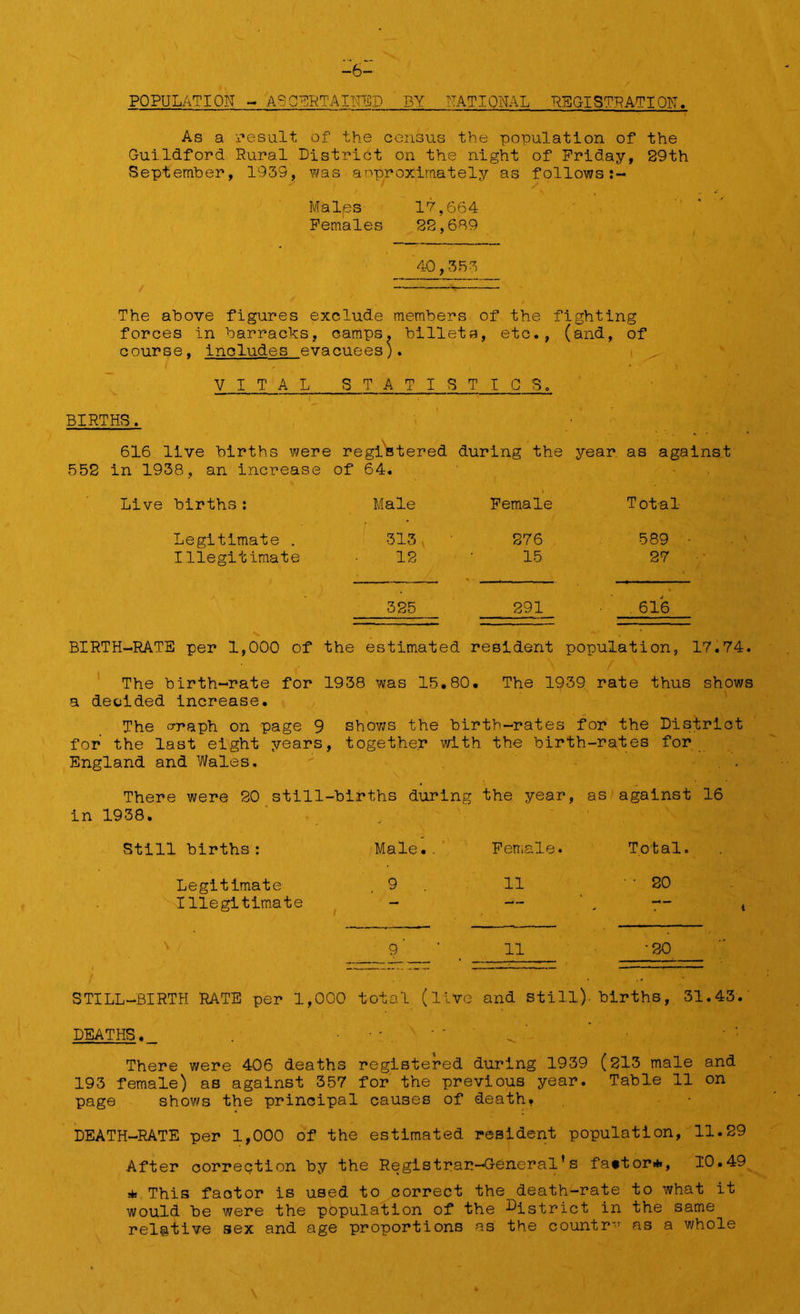 -6-
POPULATION - ASCERTAINED BY NATIONAL REGISTRATION.
As a result of the census the population of the
Guildford Rural District on the night of Friday, 29th
September, 1939, was approximately as follows:-
Males 17,664
Females 22,689
40,353
The above figures exclude members of the fighting
forces in barracks, camps, billets, etc., (and, of
course, includes evacuees).
VITAL STATISTICS.
BIRTHS.
616 live births were registered during the year as against
552 in 1938, an increase of 64.
Live births: Male Female Total
Legitimate . 313 276 589
Illegitimate 12 15 27
325 291 616
BIRTH-RATE per 1,000 of the estimated resident population, 17.74.
The birth-rate for 1938 was 15.80. The 1939 rate thus shows
a decided increase.
The graph on page 9 shows the birth-rates for the District
for the last eight years, together with the birth-rates for
England and Wales.
There were 20 still-births during the year, as against 16
in 1938.
Still births: Male. Female. Total.
Legitimate 9 11 20
Illegitimate - -- --
9 11 20
STILL-BIRTH RATE per 1,000 total (live and still) births, 31.43.
DEATHS.
There were 406 deaths registered during 1939 (213 male and
193 female) as against 357 for the previous year. Table 11 on
page shows the principal causes of death.
DEATH-RATE per 1,000 of the estimated resident population, 11.29
After correction by the Registrar-General's factor*, 10.49
* This factor is used to correct the death-rate to what it
would be were the population of the District in the same
relative sex and age proportions as the country as a whole